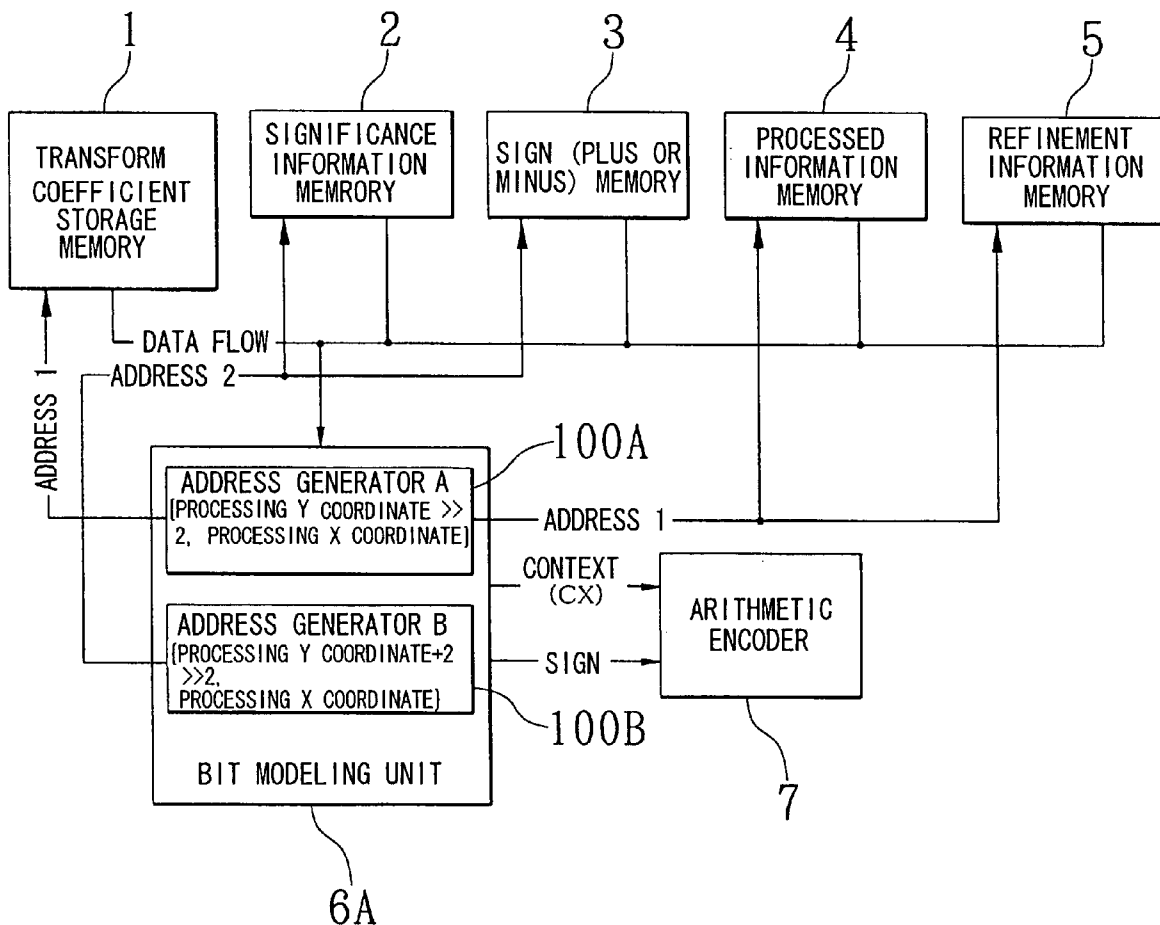 1
2
3
4
5
TRANSFORM
COEFFICIENT
STORAGE
MEMORY
SIGNIFICANCE
INFORMATION
MEMRORY
SIGN (PLUS OR
MINUS) MEMORY
PROCESSED
INFORMATION
MEMORY
REFINEMENT
INFORMATION
MEMORY
DATA FLOW
ADDRESS 2
ADDRESS 1
100A
ADDRESS GENERATOR A
(PROCESSING Y COORDINATE >>
2, PROCESSING X COORDINATE)
ADDRESS 1
CONTEXT
(CX)
ARITHMETIC
ENCODER
ADDRESS GENERATOR B
(PROCESSING Y COORDINATE+2
>>2,
PROCESSING X COORDINATE)
SIGN
100B
BIT MODELING UNIT
7
6A